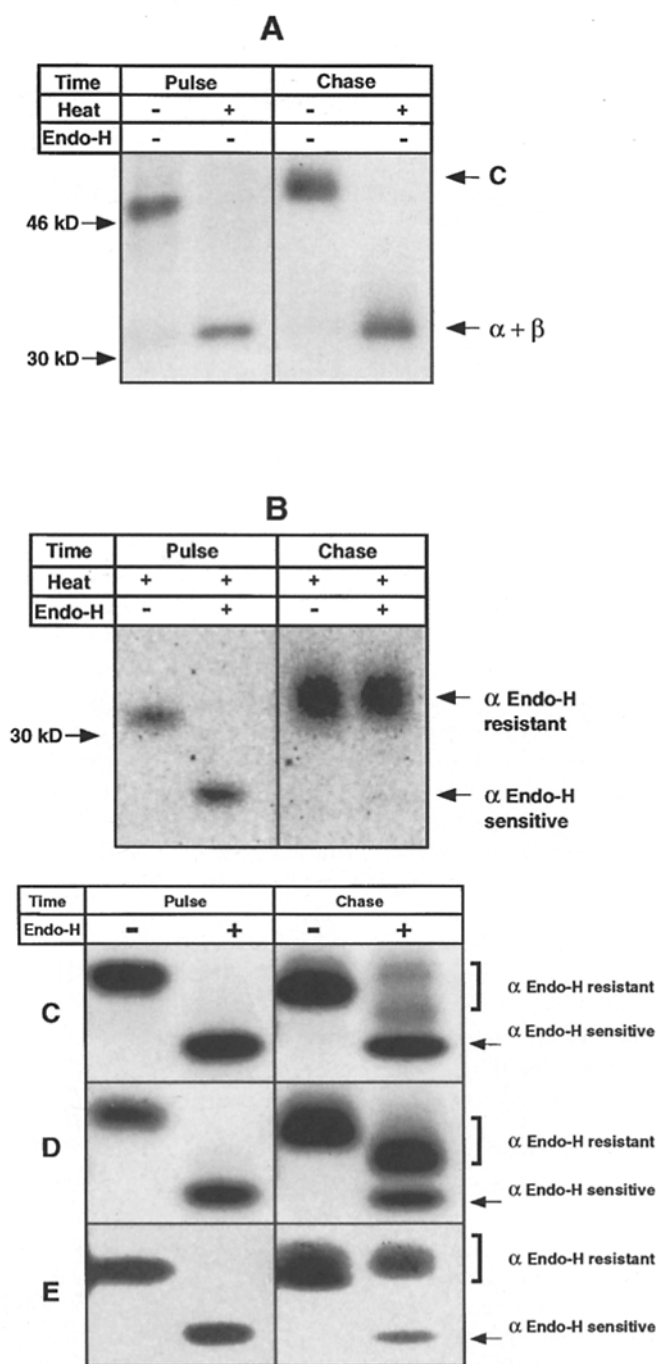 A
Time Pulse Chase
Heat - + - +
Endo-H - - - -
C
46 kD
α + β
30 kD
B
Time Pulse Chase
Heat + + + +
Endo-H - + - +
α Endo-H
resistant
30 kD
α Endo-H
sensitive
Time Pulse Chase
Endo-H - + - +
C
α Endo-H resistant
α Endo-H sensitive
D
α Endo-H resistant
α Endo-H sensitive
E
α Endo-H resistant
α Endo-H sensitive